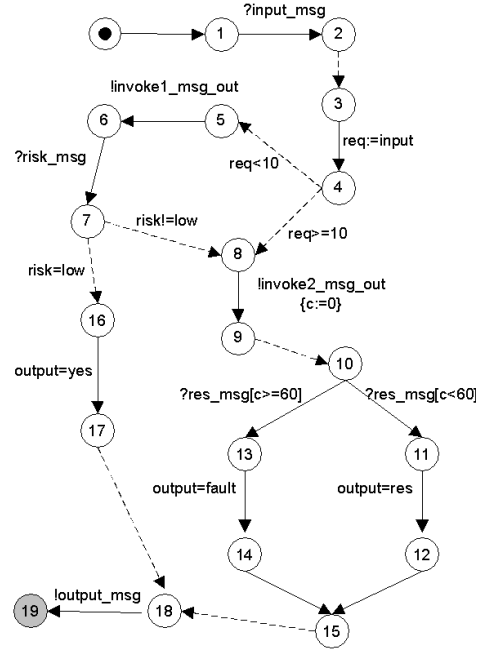 ?input_msg
1
2
3
!invoke1_msg_out
6
5
req:=input
?risk_msg
req<10
4
7
risk!=low
req>=10
8
risk=low
!invoke2_msg_out
{c:=0}
16
9
10
output=yes
?res_msg[c>=60]
?res_msg[c<60]
17
13
11
output=fault
output=res
14
12
!output_msg
19
18
15